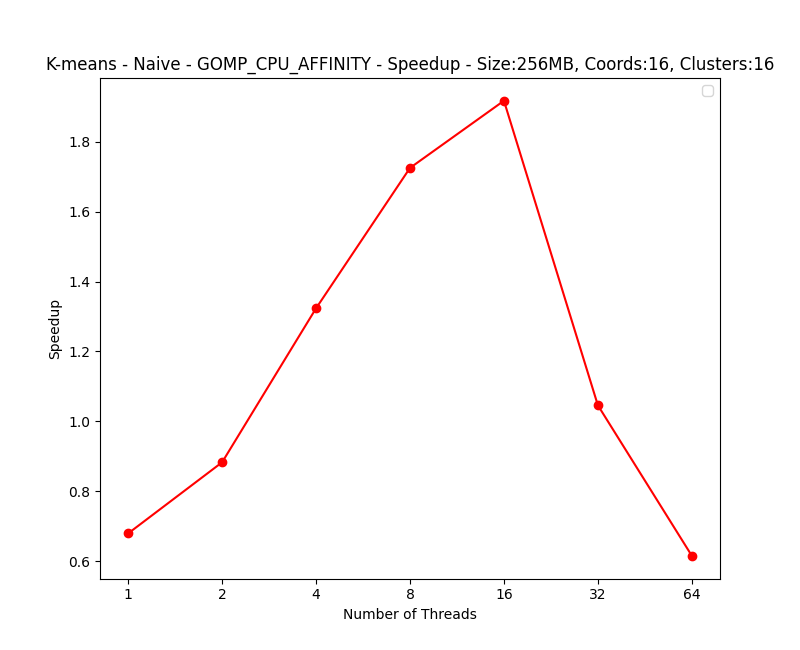 K-means - Naive - GOMP_CPU_AFFINITY - Speedup - Size:256MB, Coords:16, Clusters:16
Speedup
1.8
1.6
1.4
1.2
1.0
0.8
0.6
1 2 4 8 16 32 64
Number of Threads